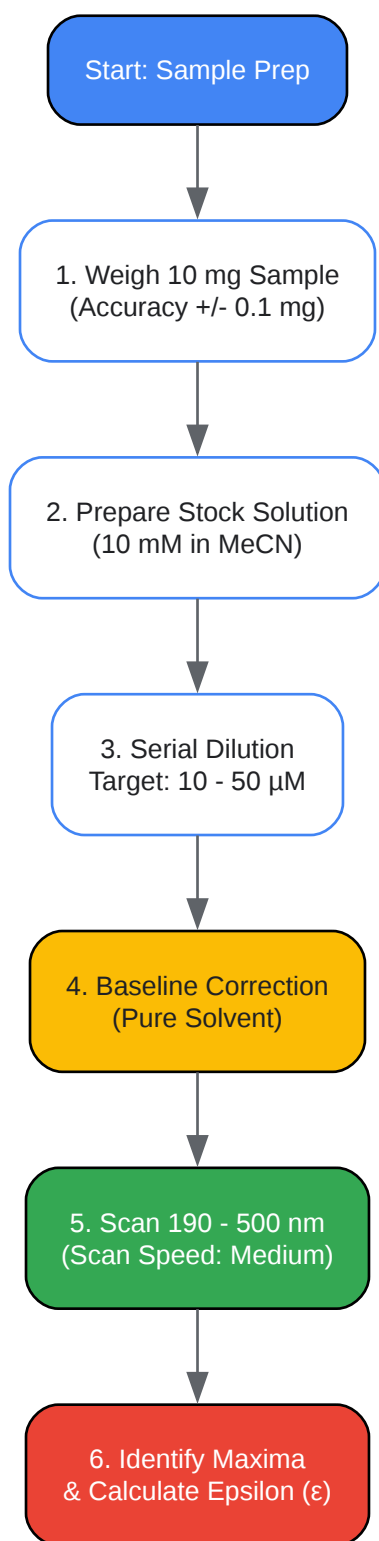 Start: Sample Prep
1. Weigh 10 mg Sample
(Accuracy +/- 0.1 mg)
2. Prepare Stock Solution
(10 mM in MeCN)
3. Serial Dilution
Target: 10 - 50 µM
4. Baseline Correction
(Pure Solvent)
5. Scan 190 - 500 nm
(Scan Speed: Medium)
6. Identify Maxima
& Calculate Epsilon (ε)